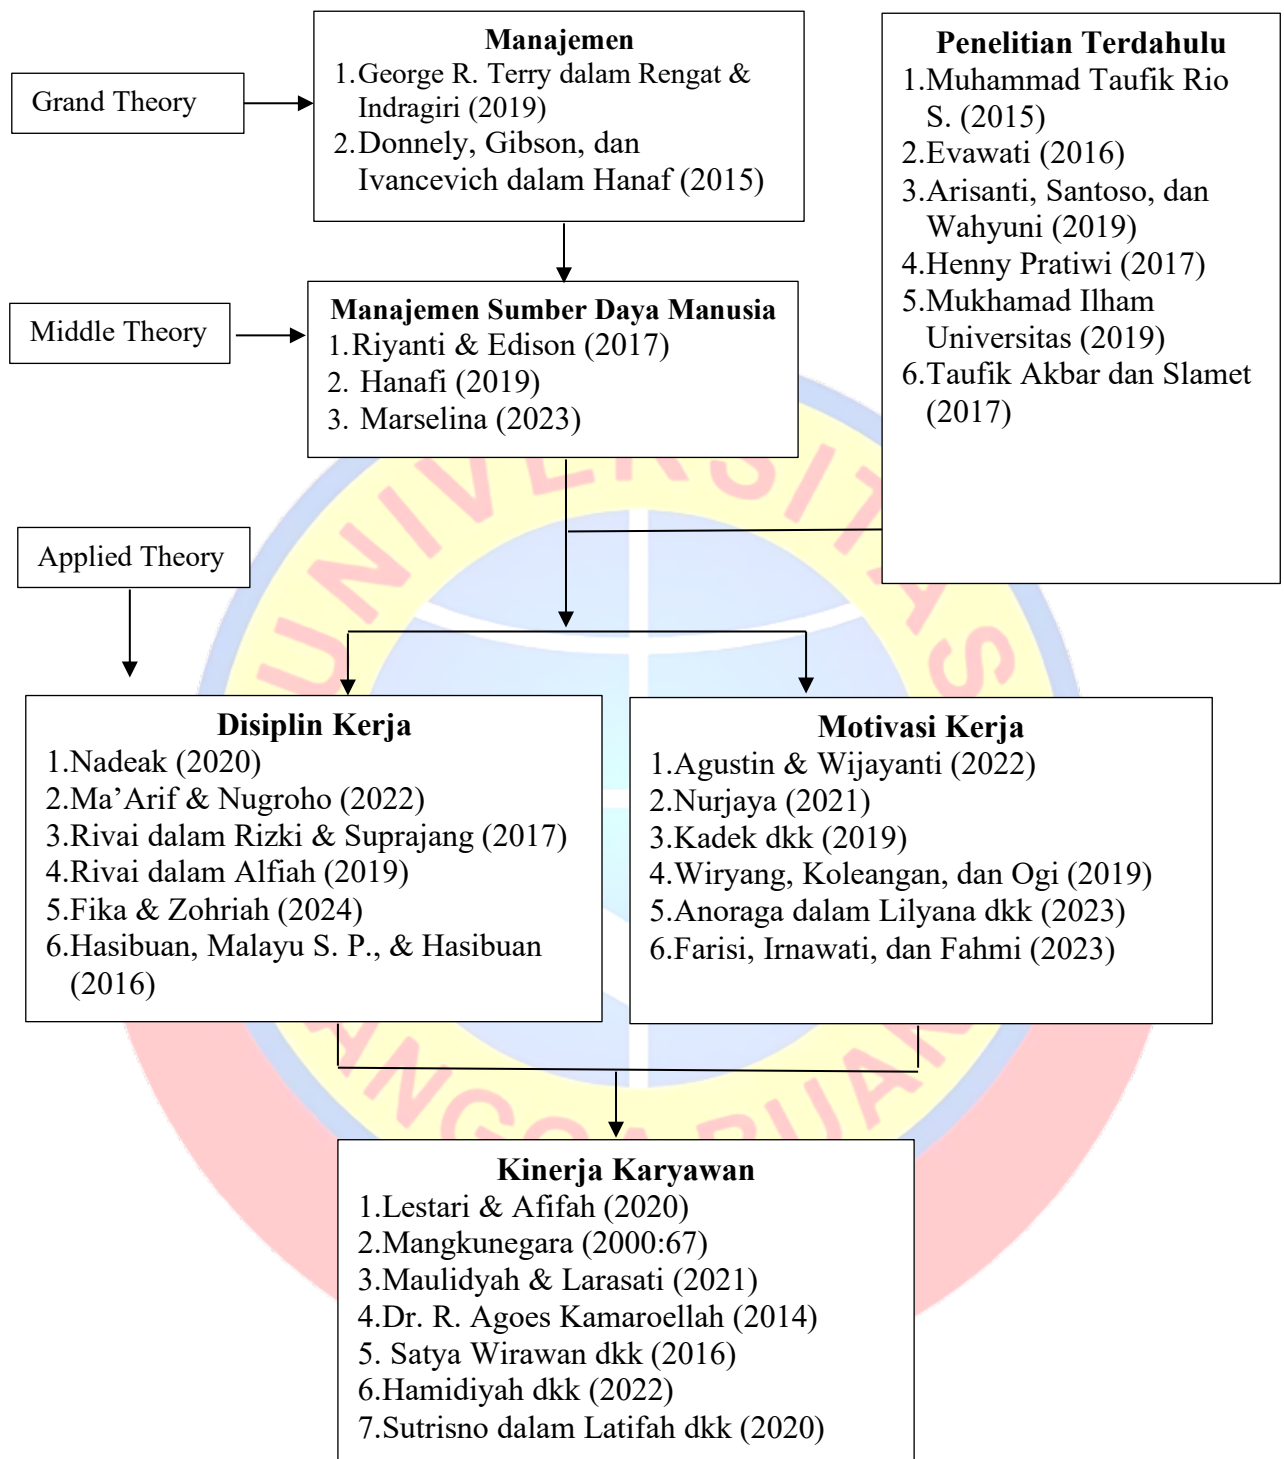 Grand Theory
Manajemen
1.George R. Terry dalam Rengat &
Indragiri (2019)
2.Donnely, Gibson, dan
Ivancevich dalam Hanaf (2015)
Penelitian Terdahulu
1.Muhammad Taufik Rio
S. (2015)
2.Evawati (2016)
3.Arisanti, Santoso, dan
Wahyuni (2019)
4.Henny Pratiwi (2017)
5.Mukhamad Ilham
Universitas (2019)
6.Taufik Akbar dan Slamet
(2017)
Middle Theory
Manajemen Sumber Daya Manusia
1.Riyanti & Edison (2017)
2. Hanafi (2019)
3. Marselina (2023)
Applied Theory
Disiplin Kerja
1.Nadeak (2020)
2.Ma’Arif & Nugroho (2022)
3.Rivai dalam Rizki & Suprajang (2017)
4.Rivai dalam Alfiah (2019)
5.Fika & Zohriah (2024)
6.Hasibuan, Malayu S. P., & Hasibuan
(2016)
Motivasi Kerja
1.Agustin & Wijayanti (2022)
2.Nurjaya (2021)
3.Kadek dkk (2019)
4.Wiryang, Koleangan, dan Ogi (2019)
5.Anoraga dalam Lilyana dkk (2023)
6.Farisi, Irnawati, dan Fahmi (2023)
Kinerja Karyawan
1.Lestari & Afifah (2020)
2.Mangkunegara (2000:67)
3.Maulidyah & Larasati (2021)
4.Dr. R. Agoes Kamaroellah (2014)
5. Satya Wirawan dkk (2016)
6.Hamidiyah dkk (2022)
7.Sutrisno dalam Latifah dkk (2020)
UNIVERSITAS